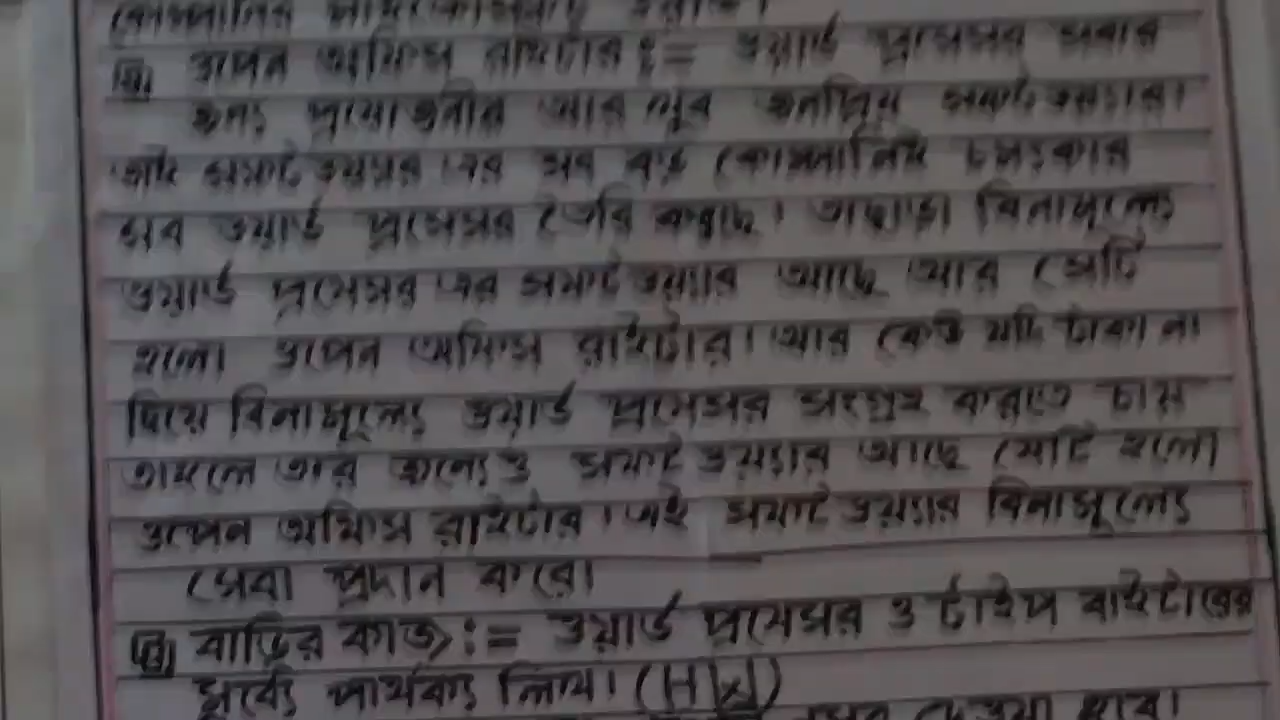 ওপেন অফিস রাইটার := ওয়ার্ড প্রসেসর সবার
জন্য প্রয়োজনীয় আর খুব জনপ্রিয় সফটওয়্যার।
তাই সফটওয়্যার এর সব বড় কোম্পানিই চমৎকার
সব ওয়ার্ড প্রসেসর তৈরি করছে। তাছাড়া বিনামূল্যে
ওয়ার্ড প্রসেসর এর সফটওয়্যার আছে আর সেটি
হলো ওপেন অফিস রাইটার। আর কেউ যদি টাকা না
দিয়ে বিনামূল্যে ওয়ার্ড প্রসেসর সংগ্রহ করতে চায়
তাহলে তার জন্যেও সফটওয়্যার আছে সেটি হলো
ওপেন অফিস রাইটার। এই সফটওয়্যার বিনামূল্যে
সেবা প্রদান করে।
বাড়ির কাজ := ওয়ার্ড প্রসেসর ও টাইপ রাইটারের
মধ্যে পার্থক্য লিখ। (H/W)